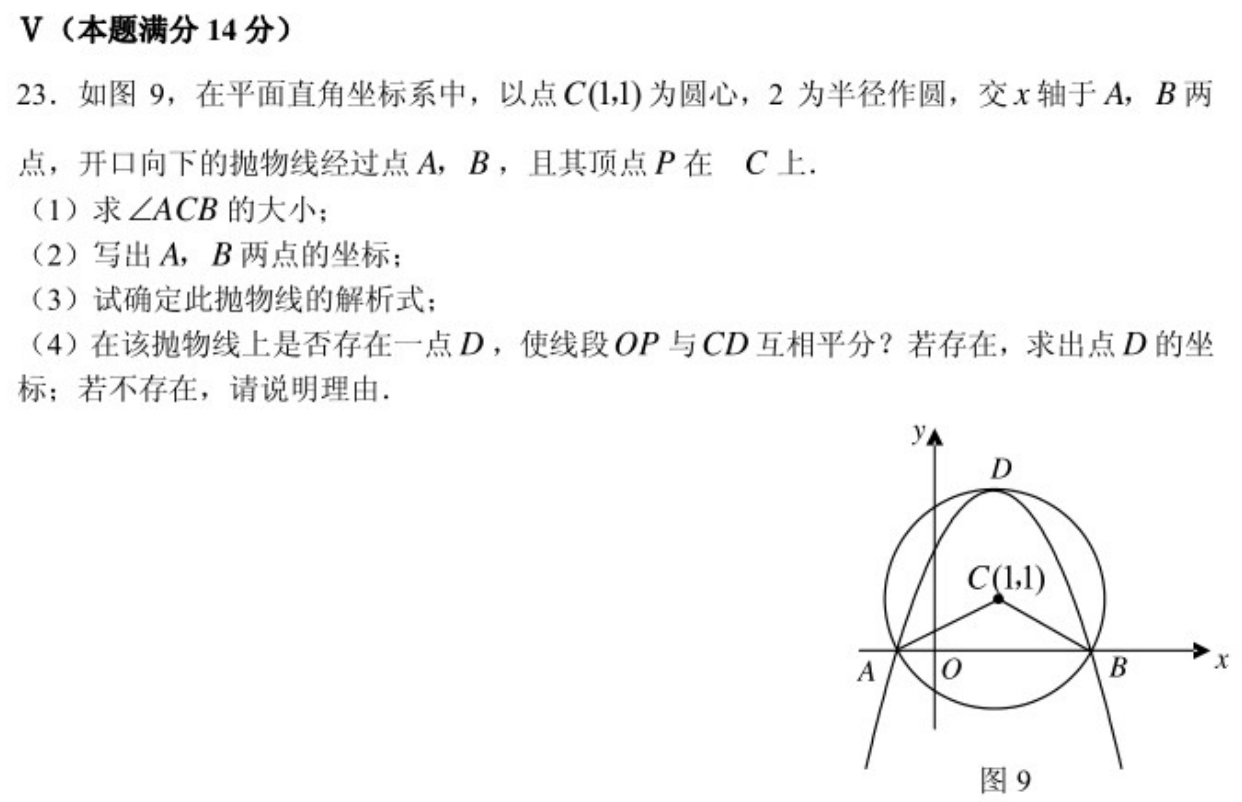 Ⅴ（本题满分 14 分）
23．如图 9，在平面直角坐标系中，以点 C(1,1) 为圆心，2 为半径作圆，交 x 轴于 A，B 两
点，开口向下的抛物线经过点 A，B，且其顶点 P 在 C 上．
（1）求∠ACB 的大小；
（2）写出 A，B 两点的坐标；
（3）试确定此抛物线的解析式；
（4）在该抛物线上是否存在一点 D，使线段 OP 与 CD 互相平分？若存在，求出点 D 的坐
标；若不存在，请说明理由．
y
D
C(1,1)
A
O
B
x
图 9